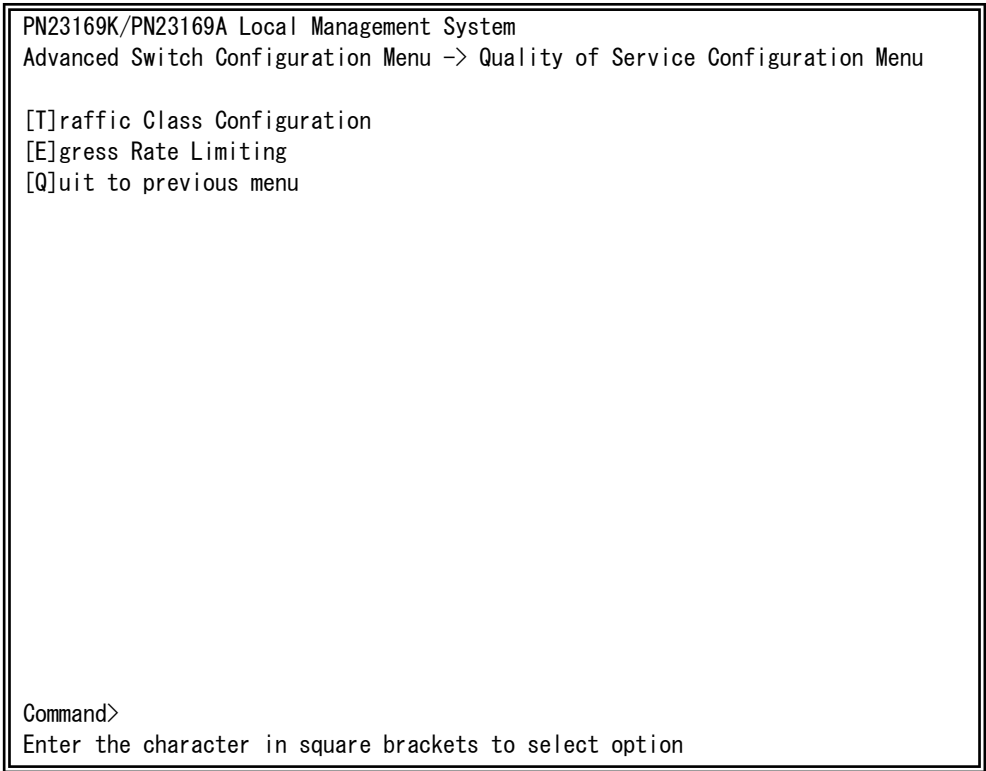 PN23169K/PN23169A Local Management System
Advanced Switch Configuration Menu -> Quality of Service Configuration Menu
[T]raffic Class Configuration
[E]gress Rate Limiting
[Q]uit to previous menu
Command>
Enter the character in square brackets to select option